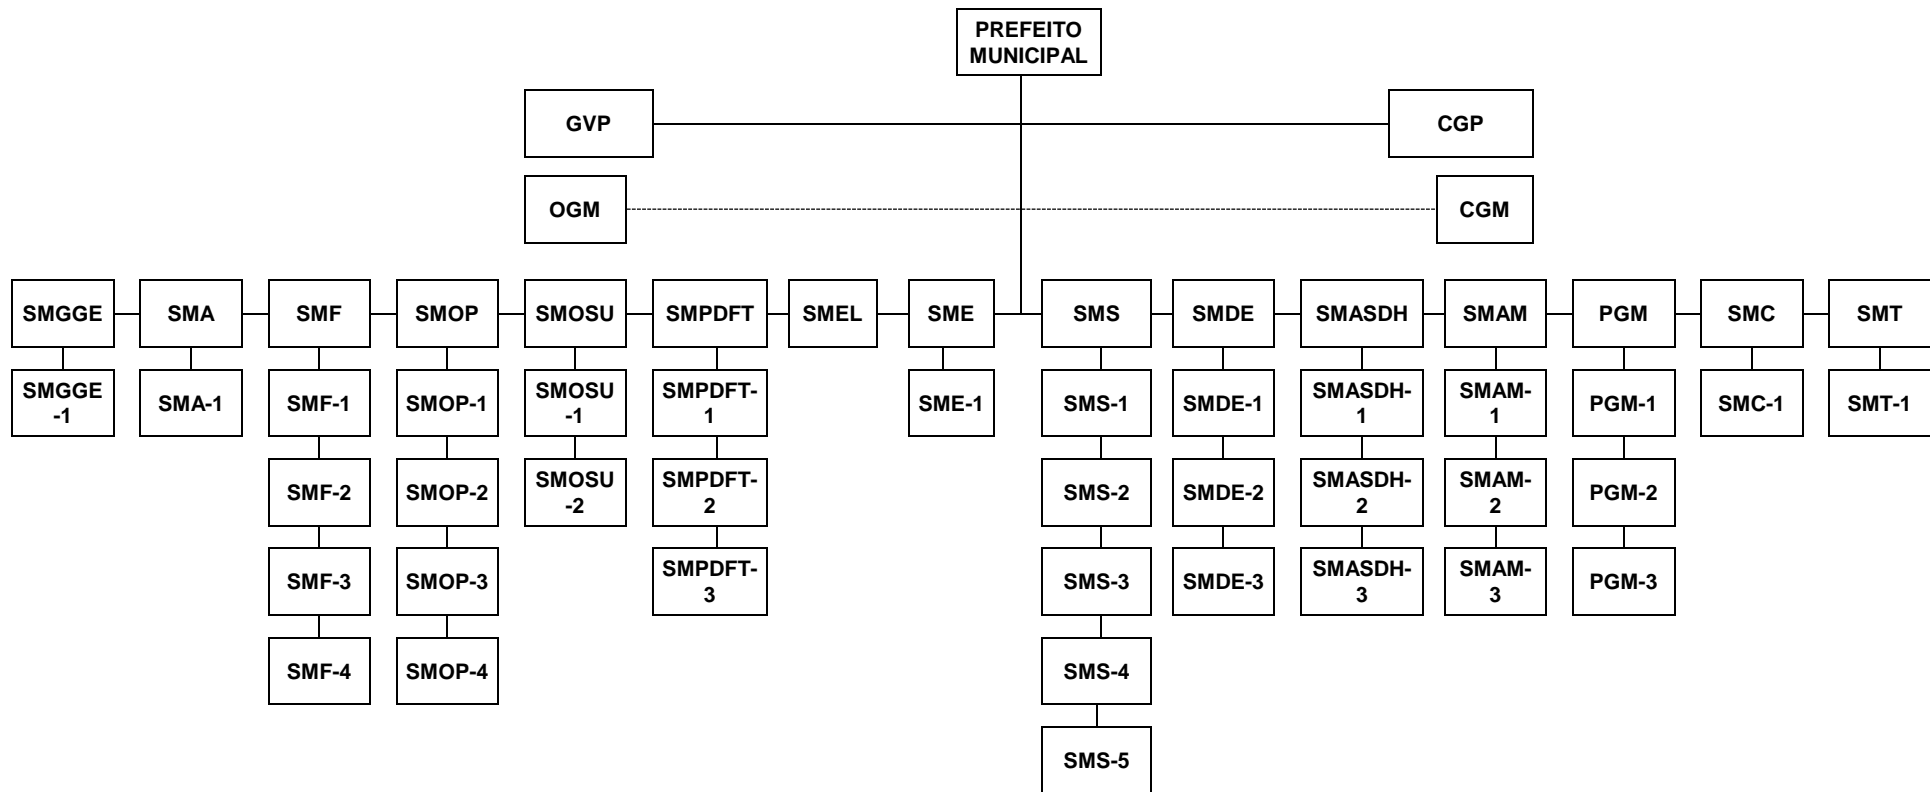 PREFEITO
MUNICIPAL
GVP
CGP
OGM
CGM
SMGGE
SMA
SMF
SMOP
SMOSU
SMPDFT
SMEL
SME
SMS
SMDE
SMASDH
SMAM
PGM
SMC
SMT
SMGGE
-1
SMA-1
SMF-1
SMOP-1
SMOSU
-1
SMPDFT-
1
SME-1
SMS-1
SMDE-1
SMASDH-
1
SMAM-
1
PGM-1
SMC-1
SMT-1
SMF-2
SMOP-2
SMOSU
-2
SMPDFT-
2
SMS-2
SMDE-2
SMASDH-
2
SMAM-
2
PGM-2
SMF-3
SMOP-3
SMPDFT-
3
SMS-3
SMDE-3
SMASDH-
3
SMAM-
3
PGM-3
SMF-4
SMOP-4
SMS-4
SMS-5